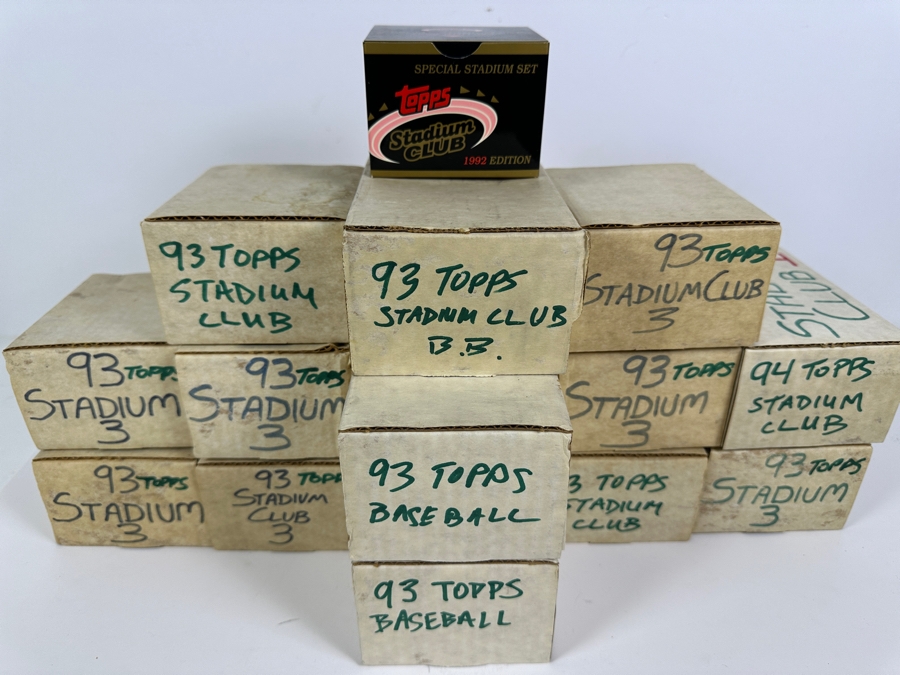 SPECIAL STADIUM SET
Topps
Stadium
CLUB
1992 EDITION
93 TOPPS
STADIUM
CLUB
93 TOPPS
STADIUM CLUB
B.B.
93 TOPPS
STADIUM CLUB
3
STADIUM
CLUB
93 TOPPS
STADIUM
3
93 TOPPS
STADIUM
3
93 TOPPS
STADIUM
3
94 TOPPS
STADIUM
CLUB
93 TOPPS
STADIUM
3
93 TOPP
STADIUM
CLUB
3
93 TOPPS
BASEBALL
3 TOPPS
TADIUM
CLUB
93 TOPPS
STADIUM
3
93 TOPPS
BASEBALL